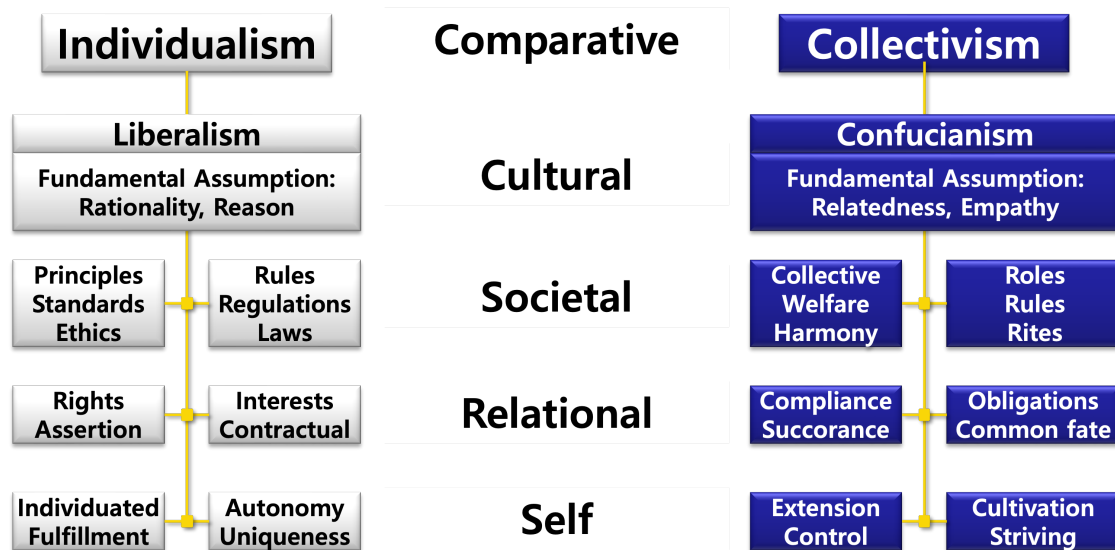 Individualism
Comparative
Collectivism
Liberalism
Fundamental Assumption:
Rationality, Reason
Cultural
Confucianism
Fundamental Assumption:
Relatedness, Empathy
Principles
Standards
Ethics
Rules
Regulations
Laws
Societal
Collective
Welfare
Harmony
Roles
Rules
Rites
Rights
Assertion
Interests
Contractual
Relational
Compliance
Succorance
Obligations
Common fate
Individuated
Fulfillment
Autonomy
Uniqueness
Self
Extension
Control
Cultivation
Striving